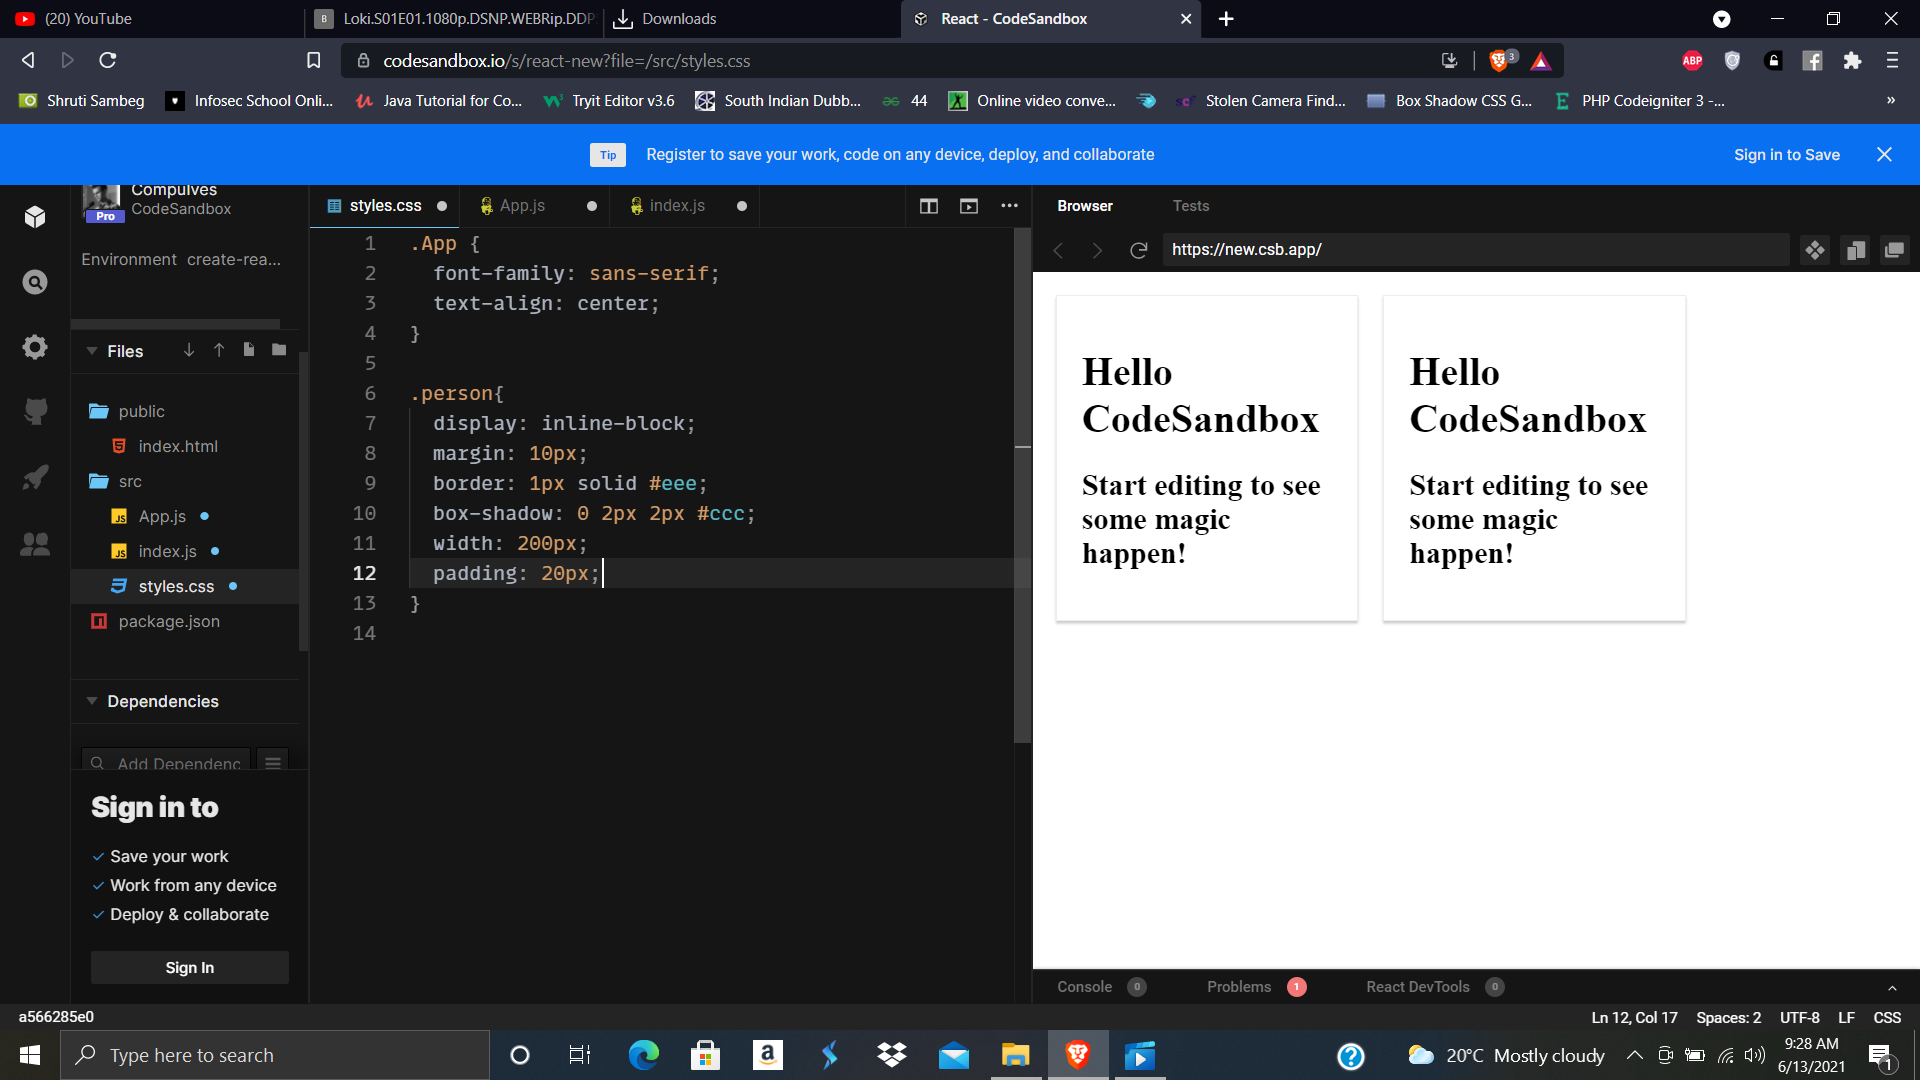 (20) YouTube
B Loki.S01E01.1080p.DSNP.WEBRip.DDP
Downloads
React - CodeSandbox
codesandbox.io/s/react-new?file=/src/styles.css
3
ABP
Shruti Sambeg
Infosec School Onli...
Java Tutorial for Co...
Tryit Editor v3.6
South Indian Dubb...
44
Online video conve...
Stolen Camera Find...
Box Shadow CSS G...
PHP Codeigniter 3 -...
»
Tip Register to save your work, code on any device, deploy, and collaborate
Sign in to Save
CompuIves
Pro CodeSandbox
Environment create-rea...
Files
public
index.html
src
App.js
index.js
styles.css
package.json
Dependencies
Add Dependenc
Sign in to
Save your work
Work from any device
Deploy & collaborate
Sign In
styles.css
App.js
index.js
1 .App {
2 font-family: sans-serif;
3 text-align: center;
4 }
5
6 .person{
7 display: inline-block;
8 margin: 10px;
9 border: 1px solid #eee;
10 box-shadow: 0 2px 2px #ccc;
11 width: 200px;
12 padding: 20px;
13 }
14
Browser
Tests
https://new.csb.app/
Hello
CodeSandbox
Start editing to see
some magic
happen!
Hello
CodeSandbox
Start editing to see
some magic
happen!
Console 0
Problems 1
React DevTools 0
a566285e0
Ln 12, Col 17 Spaces: 2 UTF-8 LF CSS
Type here to search
20°C Mostly cloudy
9:28 AM
6/13/2021
1